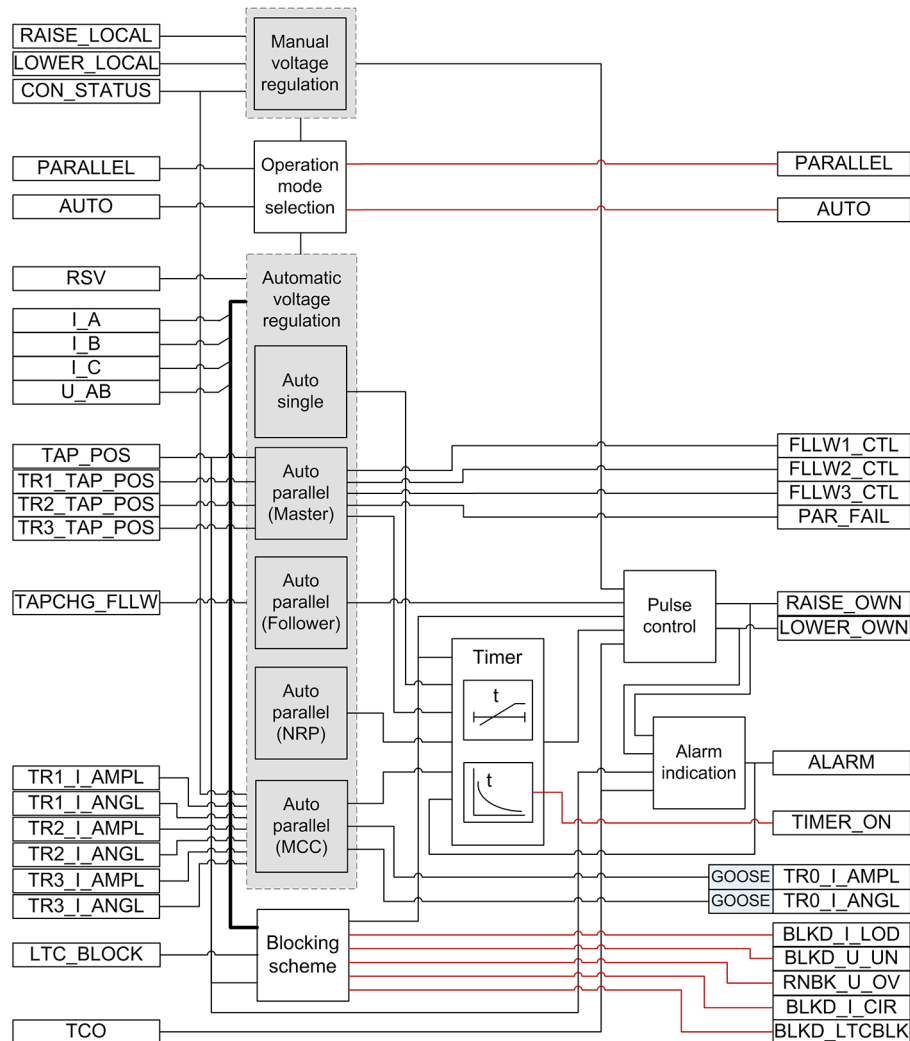 RAISE_LOCAL
LOWER_LOCAL
CON_STATUS
Manual
voltage
regulation
PARALLEL
AUTO
Operation
mode
selection
PARALLEL
AUTO
RSV
I_A
I_B
I_C
U_AB
Automatic
voltage
regulation
Auto
single
TAP_POS
TR1_TAP_POS
TR2_TAP_POS
TR3_TAP_POS
Auto
parallel
(Master)
FLLW1_CTL
FLLW2_CTL
FLLW3_CTL
PAR_FAIL
TAPCHG_FLLW
Auto
parallel
(Follower)
Pulse
control
RAISE_OWN
LOWER_OWN
Timer
t
t
Auto
parallel
(NRP)
Alarm
indication
ALARM
TIMER_ON
TR1_I_AMPL
TR1_I_ANGL
TR2_I_AMPL
TR2_I_ANGL
TR3_I_AMPL
TR3_I_ANGL
Auto
parallel
(MCC)
GOOSE TR0_I_AMPL
GOOSE TR0_I_ANGL
LTC_BLOCK
Blocking
scheme
BLKD_I_LOD
BLKD_U_UN
RNBK_U_OV
BLKD_I_CIR
BLKD_LTCBLK
TCO